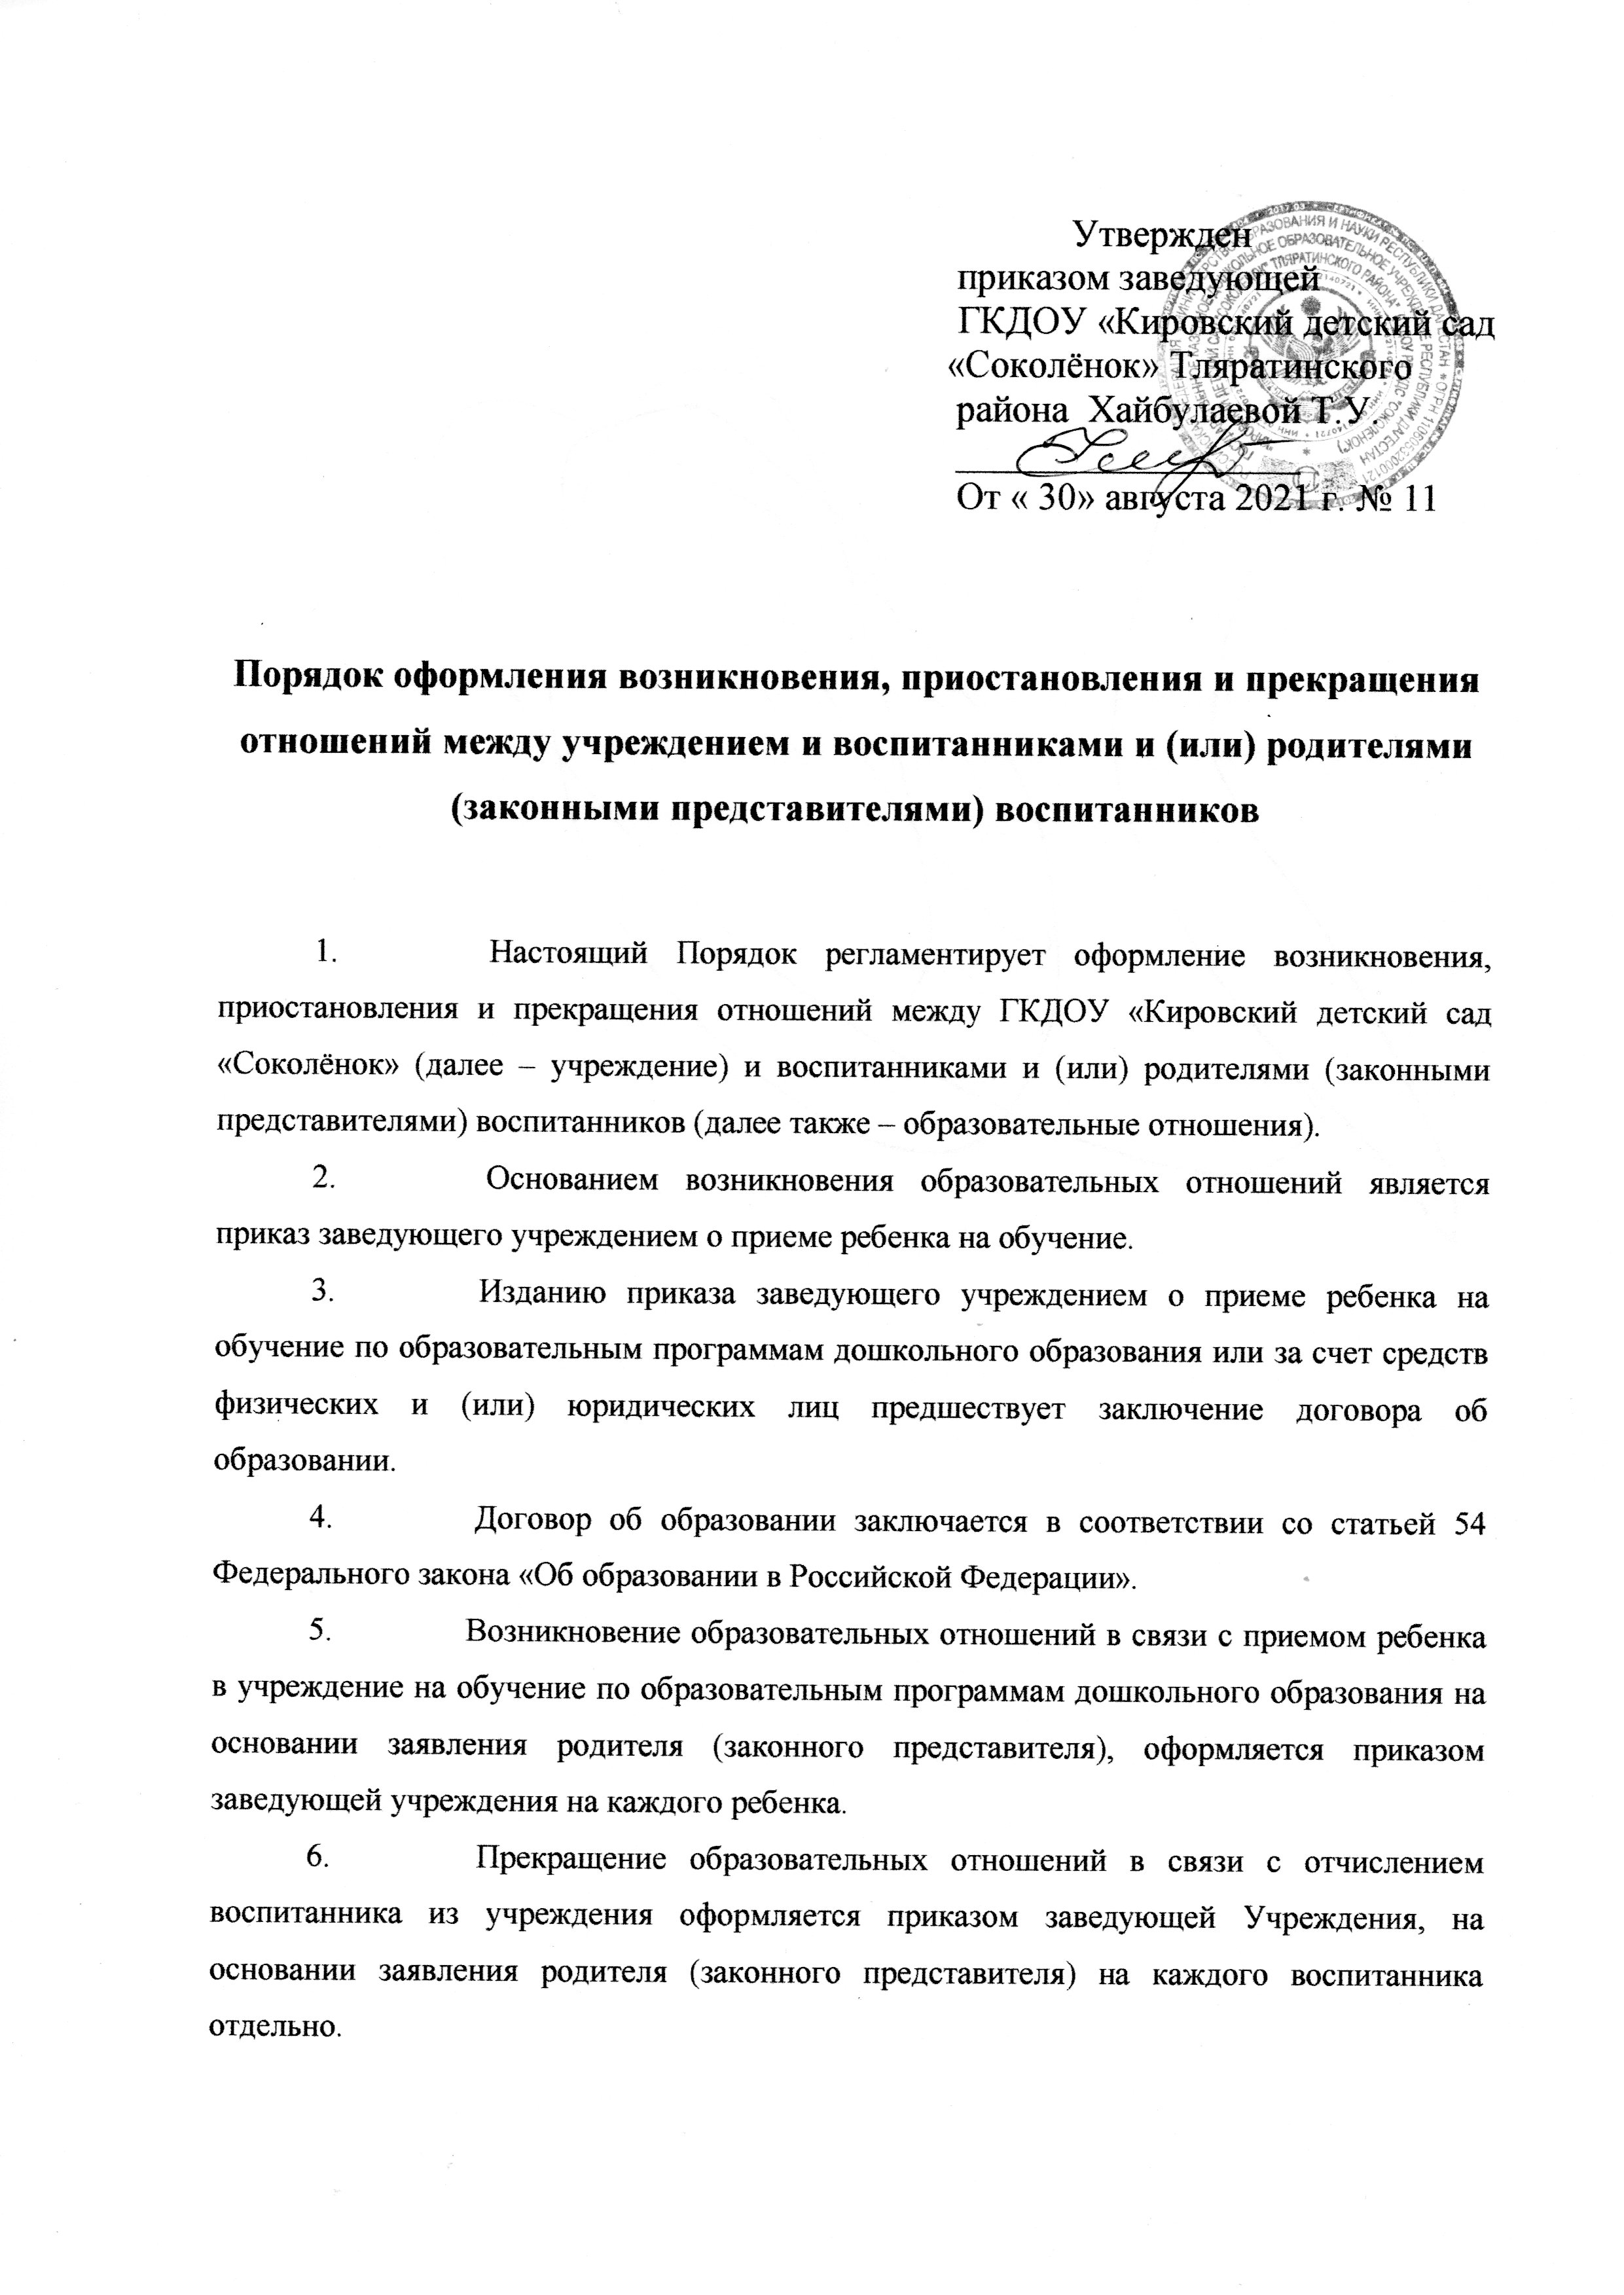 Утвержден
приказом заведующей
ГКДОУ «Кировский детский сад
«Соколёнок» Тляратинского
района Хайбулаевой Т.У.
От « 30» августа 2021 г. № 11
Порядок оформления возникновения, приостановления и прекращения
отношений между учреждением и воспитанниками и (или) родителями
(законными представителями) воспитанников
1. Настоящий Порядок регламентирует оформление возникновения,
приостановления и прекращения отношений между ГКДОУ «Кировский детский сад
«Соколёнок» (далее – учреждение) и воспитанниками и (или) родителями (законными
представителями) воспитанников (далее также – образовательные отношения).
2. Основанием возникновения образовательных отношений является
приказ заведующего учреждением о приеме ребенка на обучение.
3. Изданию приказа заведующего учреждением о приеме ребенка на
обучение по образовательным программам дошкольного образования или за счет средств
физических и (или) юридических лиц предшествует заключение договора об
образовании.
4. Договор об образовании заключается в соответствии со статьей 54
Федерального закона «Об образовании в Российской Федерации».
5. Возникновение образовательных отношений в связи с приемом ребенка
в учреждение на обучение по образовательным программам дошкольного образования на
основании заявления родителя (законного представителя), оформляется приказом
заведующей учреждения на каждого ребенка.
6. Прекращение образовательных отношений в связи с отчислением
воспитанника из учреждения оформляется приказом заведующей Учреждения, на
основании заявления родителя (законного представителя) на каждого воспитанника
отдельно.